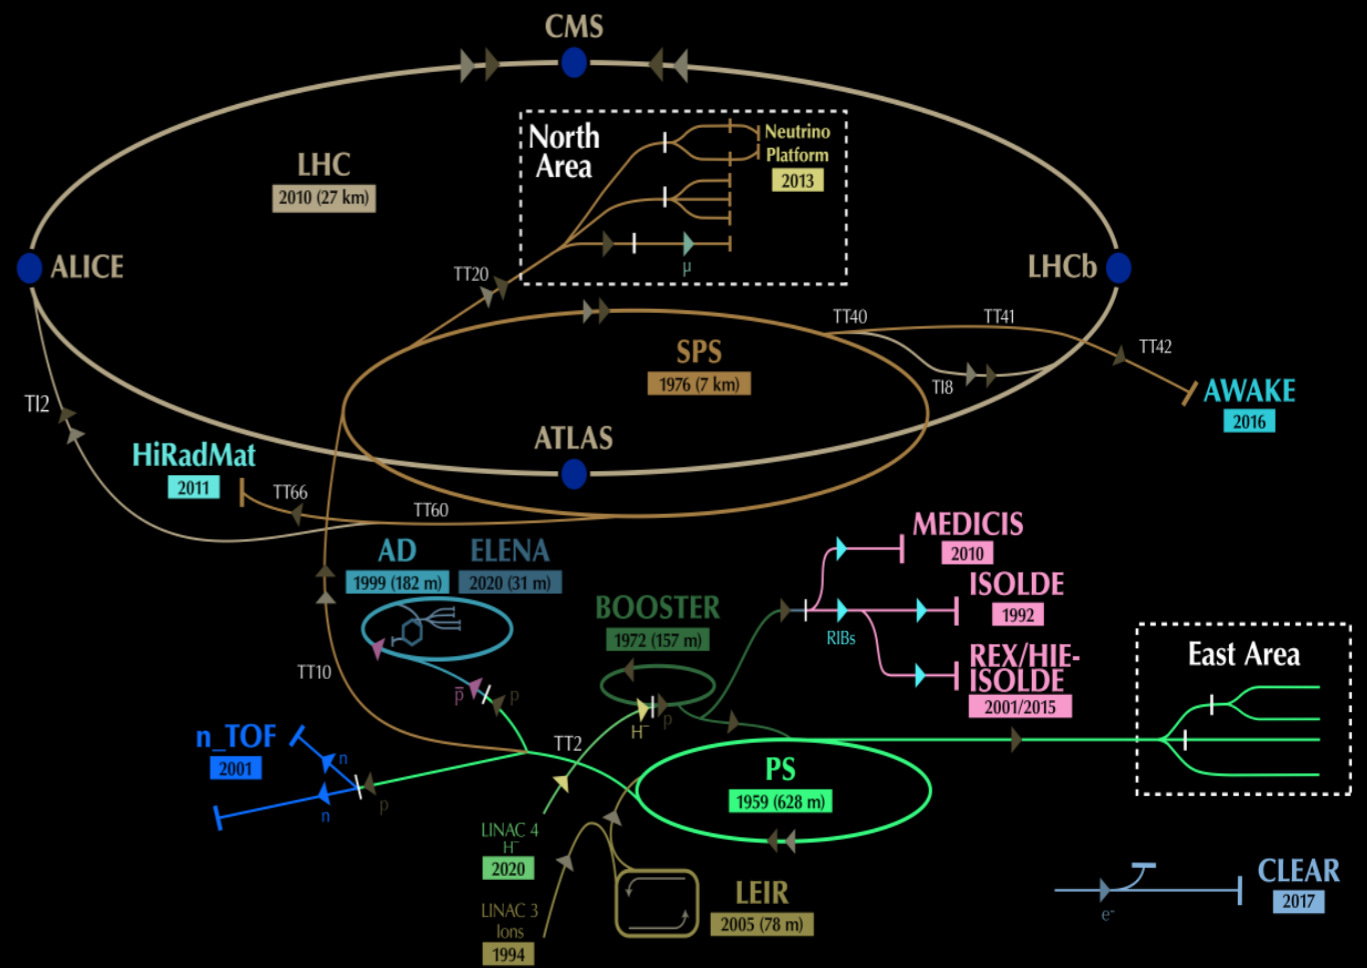 CMS
North
Area
Neutrino
Platform
2013
LHC
2010 (27 km)
μ
ALICE
LHCb
TT20
TT40
TT41
TT42
SPS
1976 (7 km)
TI8
AWAKE
2016
TI2
ATLAS
HiRadMat
2011
TT66
TT60
MEDICIS
2010
AD
1999 (182 m)
ELENA
2020 (31 m)
ISOLDE
1992
BOOSTER
1972 (157 m)
RIBs
REX/HIE-
ISOLDE
2001/2015
East Area
TT10
p̅
p
H⁻
p
n_TOF
2001
n
n
p
TT2
PS
1959 (628 m)
LINAC 4
H⁻
2020
LINAC 3
Ions
1994
LEIR
2005 (78 m)
CLEAR
2017
e⁻